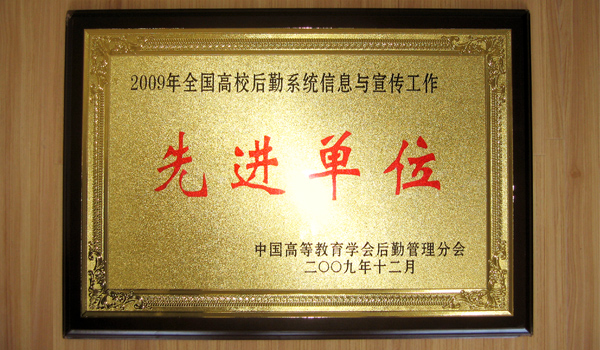 2009年全国高校后勤系统信息与宣传工作
先进单位
中国高等教育学会后勤管理分会
二〇〇九年十二月